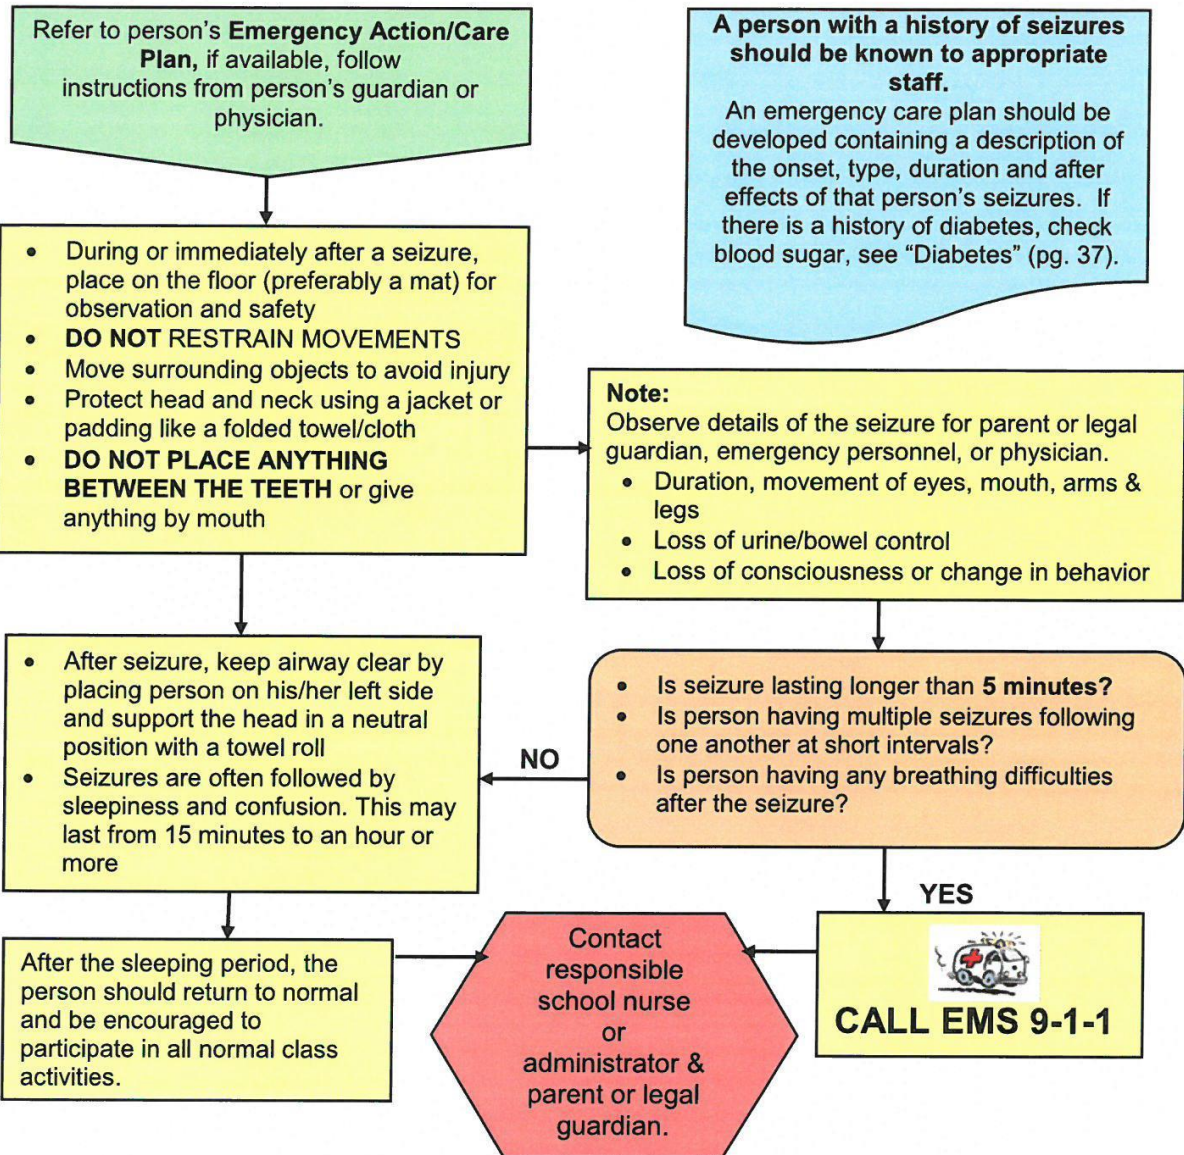 Refer to person's Emergency Action/Care
Plan, if available, follow
instructions from person's guardian or
physician.
A person with a history of seizures
should be known to appropriate
staff.
An emergency care plan should be
developed containing a description of
the onset, type, duration and after
effects of that person's seizures. If
there is a history of diabetes, check
blood sugar, see "Diabetes" (pg. 37).
• During or immediately after a seizure,
place on the floor (preferably a mat) for
observation and safety
• DO NOT RESTRAIN MOVEMENTS
• Move surrounding objects to avoid injury
• Protect head and neck using a jacket or
padding like a folded towel/cloth
• DO NOT PLACE ANYTHING
BETWEEN THE TEETH or give
anything by mouth
Note:
Observe details of the seizure for parent or legal
guardian, emergency personnel, or physician.
• Duration, movement of eyes, mouth, arms &
legs
• Loss of urine/bowel control
• Loss of consciousness or change in behavior
• After seizure, keep airway clear by
placing person on his/her left side
and support the head in a neutral
position with a towel roll
• Seizures are often followed by
sleepiness and confusion. This may
last from 15 minutes to an hour or
more
NO
• Is seizure lasting longer than 5 minutes?
• Is person having multiple seizures following
one another at short intervals?
• Is person having any breathing difficulties
after the seizure?
YES
After the sleeping period, the
person should return to normal
and be encouraged to
participate in all normal class
activities.
Contact
responsible
school nurse
or
administrator &
parent or legal
guardian.
CALL EMS 9-1-1